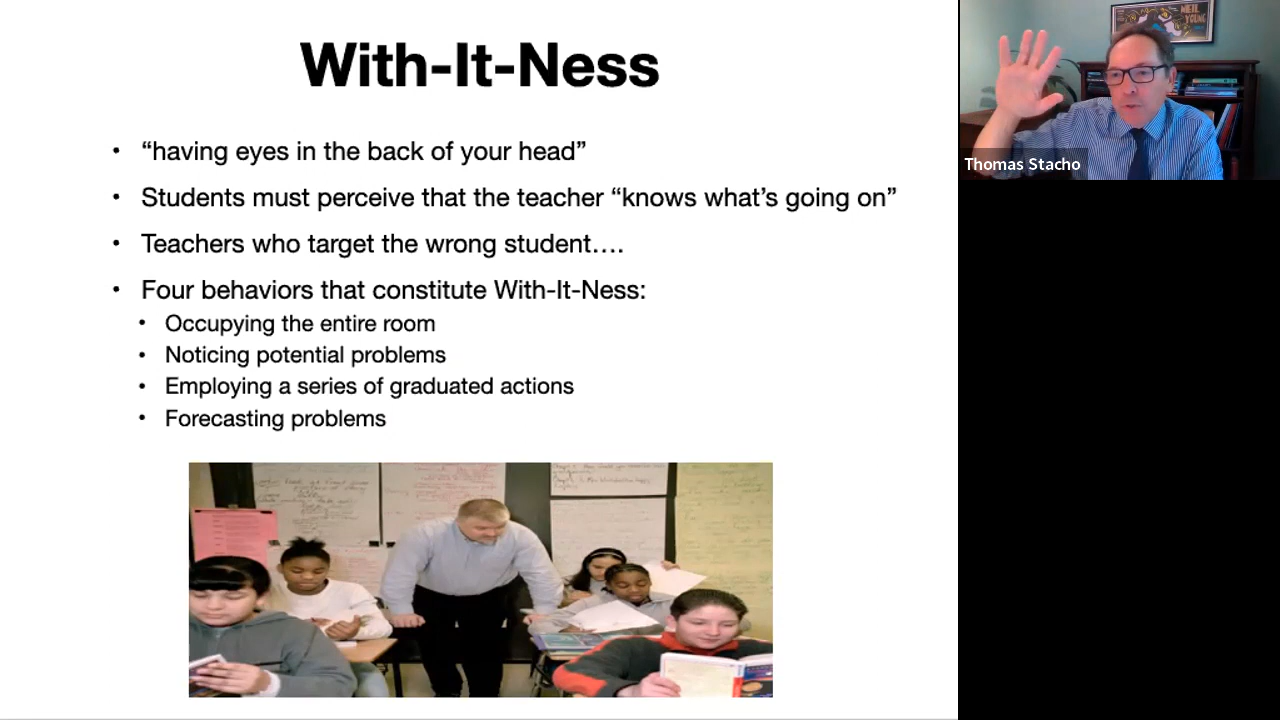 With-It-Ness
• “having eyes in the back of your head”
• Students must perceive that the teacher “knows what’s going on”
• Teachers who target the wrong student….
• Four behaviors that constitute With-It-Ness:
• Occupying the entire room
• Noticing potential problems
• Employing a series of graduated actions
• Forecasting problems
NEIL YOUNG
Thomas Stacho